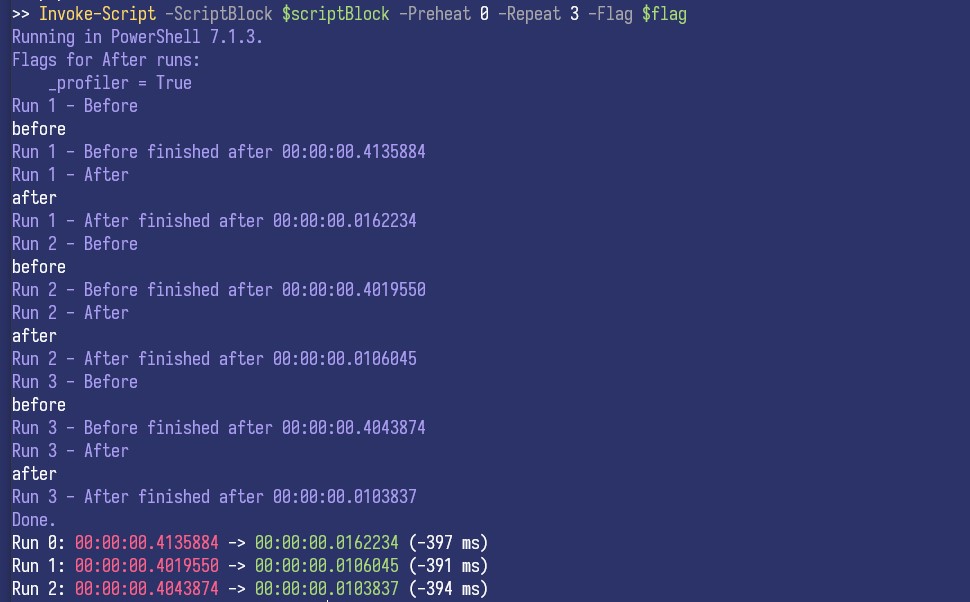 >> Invoke-Script -ScriptBlock $scriptBlock -Preheat 0 -Repeat 3 -Flag $flag
Running in PowerShell 7.1.3.
Flags for After runs:
    _profiler = True
Run 1 - Before
before
Run 1 - Before finished after 00:00:00.4135884
Run 1 - After
after
Run 1 - After finished after 00:00:00.0162234
Run 2 - Before
before
Run 2 - Before finished after 00:00:00.4019550
Run 2 - After
after
Run 2 - After finished after 00:00:00.0106045
Run 3 - Before
before
Run 3 - Before finished after 00:00:00.4043874
Run 3 - After
after
Run 3 - After finished after 00:00:00.0103837
Done.
Run 0: 00:00:00.4135884 -> 00:00:00.0162234 (-397 ms)
Run 1: 00:00:00.4019550 -> 00:00:00.0106045 (-391 ms)
Run 2: 00:00:00.4043874 -> 00:00:00.0103837 (-394 ms)